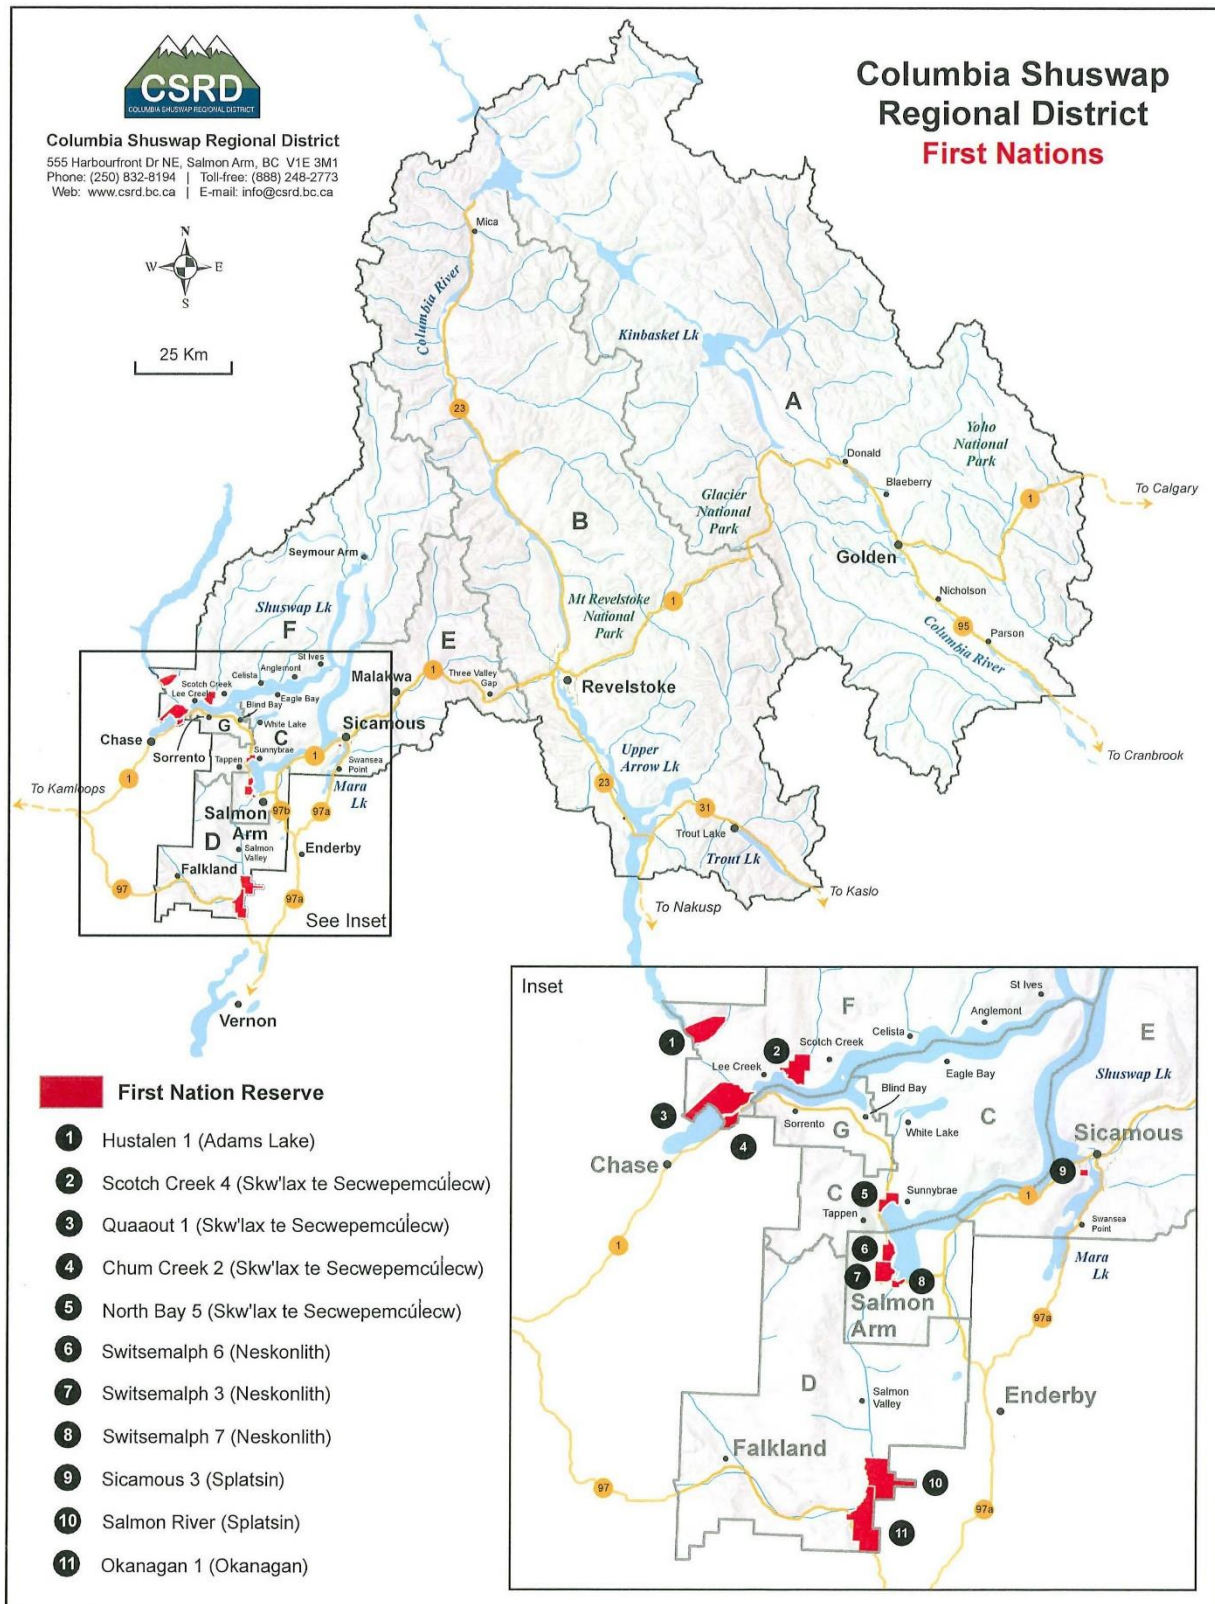 CSRD
COLUMBIA SHUSWAP REGIONAL DISTRICT
Columbia Shuswap Regional District
555 Harbourfront Dr NE, Salmon Arm, BC V1E 3M1
Phone: (250) 832-8194 | Toll-free: (888) 248-2773
Web: www.csrd.bc.ca | E-mail: info@csrd.bc.ca
N
W E
S
25 Km
Columbia Shuswap
Regional District
First Nations
Mica
Columbia River
Kinbasket Lk
23
A
Yoho
National
Park
Donald
Blaeberry
To Calgary
1
Glacier
National
Park
B
Golden
Seymour Arm
Nicholson
95
Parson
Columbia River
Mt Revelstoke
National
Park
1
Shuswap Lk
F
E
St Ives
Anglemont
Celista
Scotch Creek
Lee Creek
Eagle Bay
Blind Bay
White Lake
G
C
Malakwa
1
Three Valley
Gap
Revelstoke
Chase
Sorrento
Sunnybrae
Tappen
Sicamous
1
Swansea
Point
Mara
Lk
To Cranbrook
To Kamloops
1
Upper
Arrow Lk
23
31
Trout Lake
Trout Lk
Salmon
Arm
97b
97a
D
Salmon
Valley
Enderby
Falkland
97
97a
To Kaslo
To Nakusp
See Inset
Vernon
First Nation Reserve
1 Hustalen 1 (Adams Lake)
2 Scotch Creek 4 (Skw'lax te Secwepemcúl̓ecw)
3 Quaaout 1 (Skw'lax te Secwepemcúl̓ecw)
4 Chum Creek 2 (Skw'lax te Secwepemcúl̓ecw)
5 North Bay 5 (Skw'lax te Secwepemcúl̓ecw)
6 Switsemalph 6 (Neskonlith)
7 Switsemalph 3 (Neskonlith)
8 Switsemalph 7 (Neskonlith)
9 Sicamous 3 (Splatsin)
10 Salmon River (Splatsin)
11 Okanagan 1 (Okanagan)
Inset
St Ives
F
Anglemont
Celista
1
2
Scotch Creek
E
Lee Creek
Eagle Bay
Shuswap Lk
Blind Bay
3
4
Sorrento
G
White Lake
C
Sicamous
Chase
9
C
5
Sunnybrae
1
Tappen
Swansea
Point
6
1
7
8
Mara
Lk
Salmon
Arm
97a
D
Salmon
Valley
Enderby
Falkland
10
97
97a
11